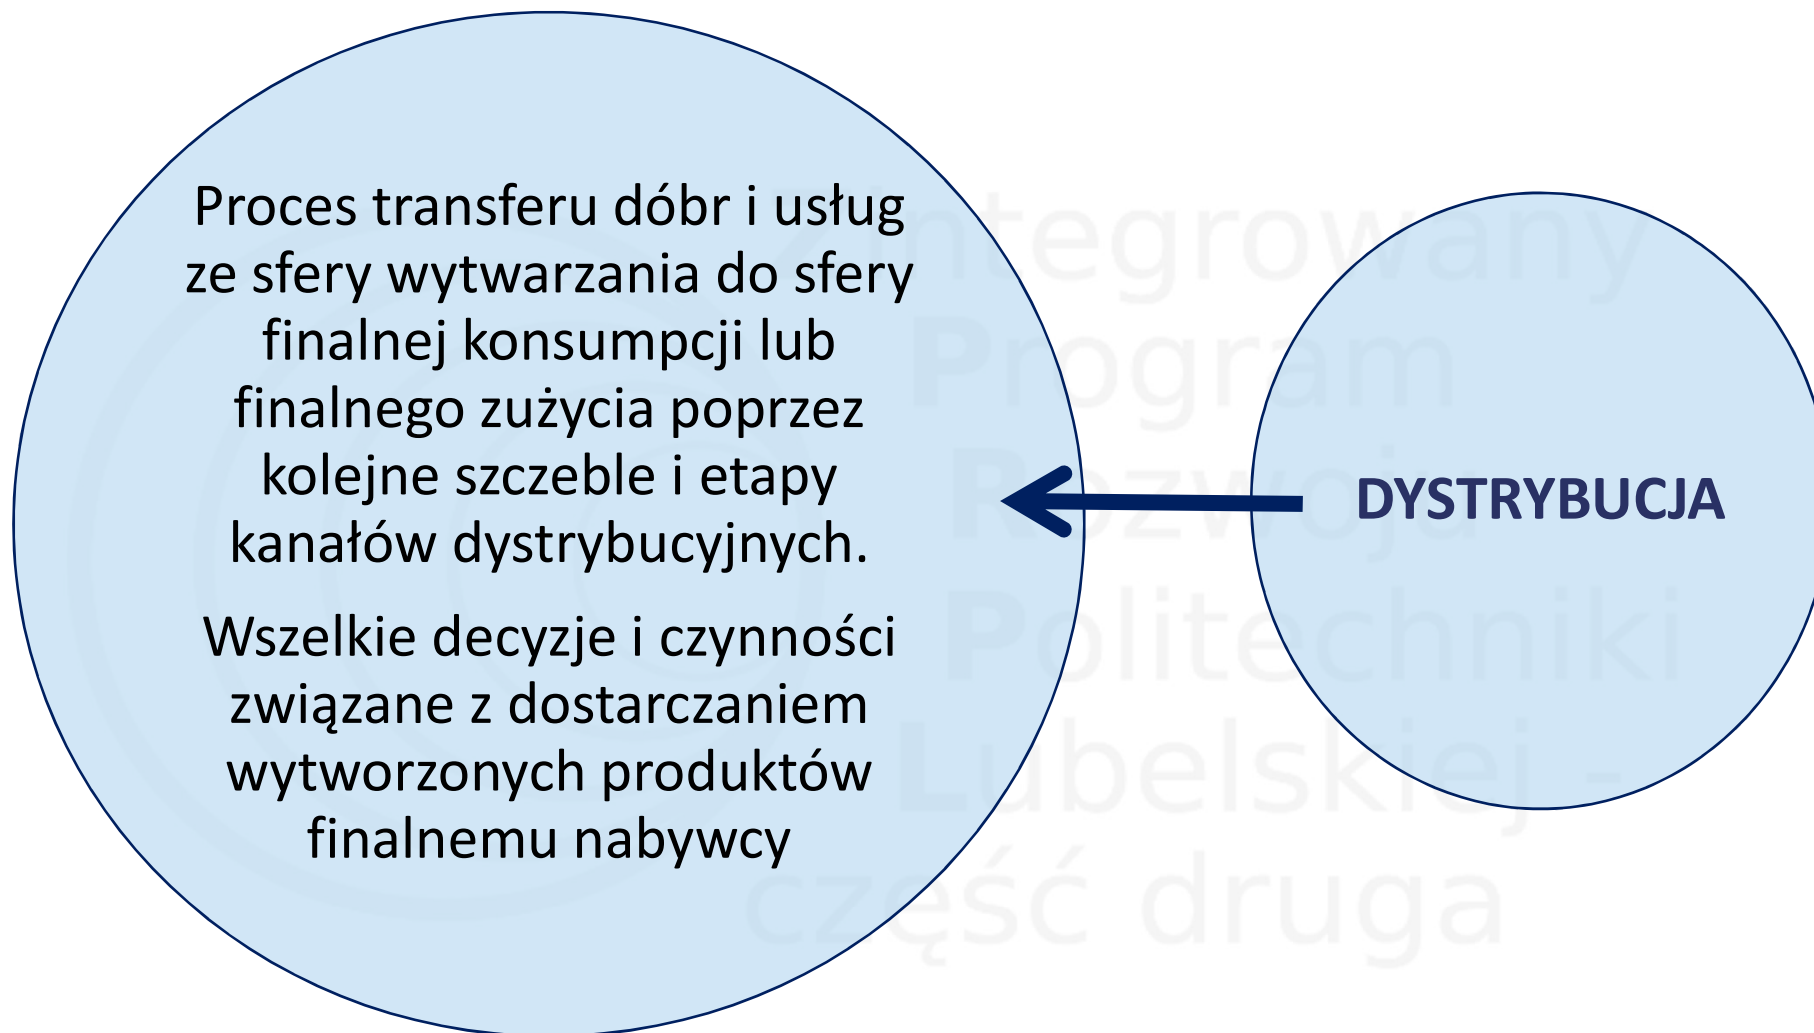 Proces transferu dóbr i usług
ze sfery wytwarzania do sfery
finalnej konsumpcji lub
finalnego zużycia poprzez
kolejne szczeble i etapy
kanałów dystrybucyjnych.
Wszelkie decyzje i czynności
związane z dostarczaniem
wytworzonych produktów
finalnemu nabywcy
DYSTRYBUCJA
Zintegrowany
Program
Rozwoju
Politechniki
Lubelskiej -
część druga